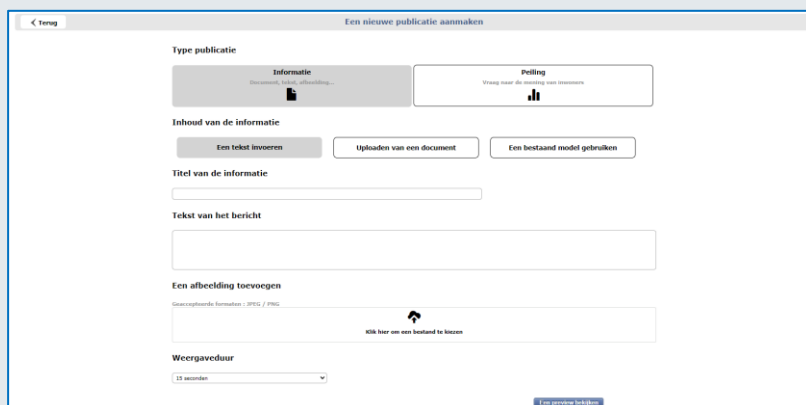 Terug
Een nieuwe publicatie aanmaken
Type publicatie
Informatie
Document, tekst, afbeelding...
Peiling
Vraag naar de mening van inwoners
Inhoud van de informatie
Een tekst invoeren
Uploaden van een document
Een bestaand model gebruiken
Titel van de informatie
Tekst van het bericht
Een afbeelding toevoegen
Geaccepteerde formaten : JPEG / PNG
Klik hier om een bestand te kiezen
Weergaveduur
15 seconden
Een preview bekijken